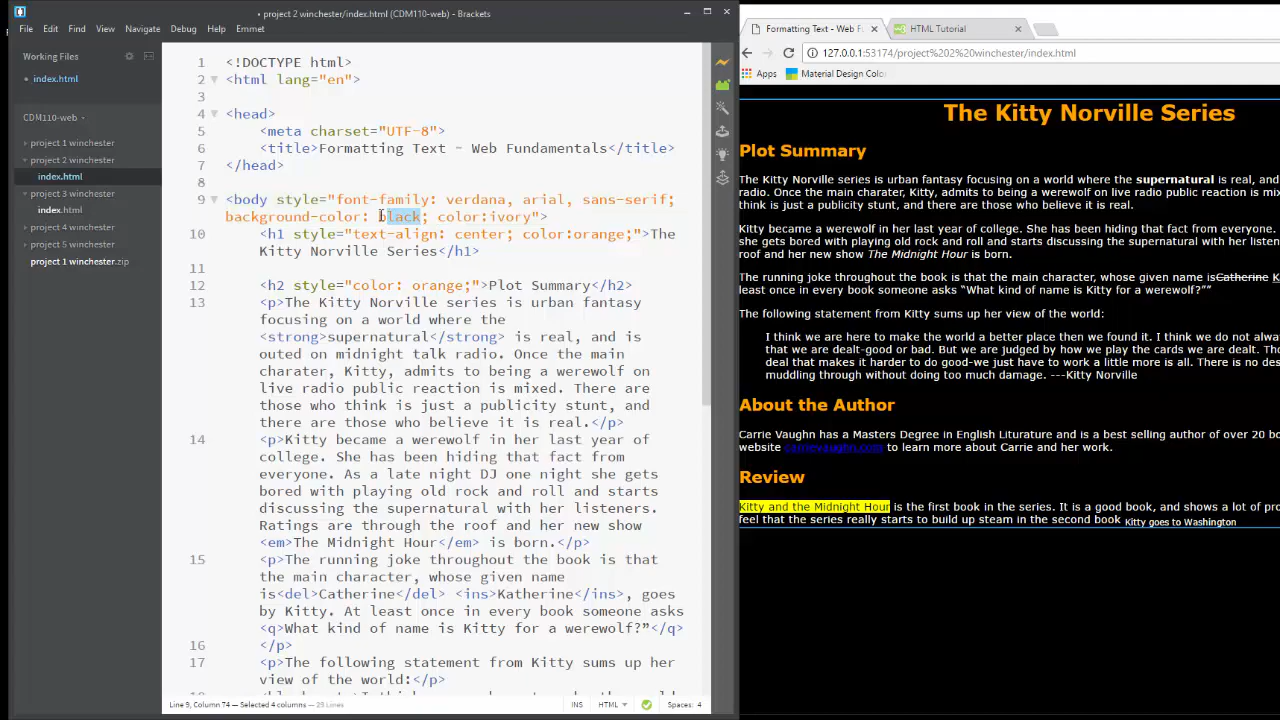 • project 2 winchester/index.html (CDM110-web) - Brackets
File Edit Find View Navigate Debug Help Emmet
Working Files
index.html
CDM110-web
project 1 winchester
project 2 winchester
index.html
project 3 winchester
index.html
project 4 winchester
project 5 winchester
project 1 winchester.zip
1 <!DOCTYPE html>
2 <html lang="en">
3
4 <head>
5 <meta charset="UTF-8">
6 <title>Formatting Text - Web Fundamentals</title>
7 </head>
8
9 <body style="font-family: verdana, arial, sans-serif;
background-color: black; color:ivory">
10 <h1 style="text-align: center; color:orange;">The
Kitty Norville Series</h1>
11
12 <h2 style="color: orange;">Plot Summary</h2>
13 <p>The Kitty Norville series is urban fantasy
focusing on a world where the
<strong>supernatural</strong> is real, and is
outed on midnight talk radio. Once the main
charater, Kitty, admits to being a werewolf on
live radio public reaction is mixed. There are
those who think is just a publicity stunt, and
there are those who believe it is real.</p>
14 <p>Kitty became a werewolf in her last year of
college. She has been hiding that fact from
everyone. As a late night DJ one night she gets
bored with playing old rock and roll and starts
discussing the supernatural with her listeners.
Ratings are through the roof and her new show
<em>The Midnight Hour</em> is born.</p>
15 <p>The running joke throughout the book is that
the main character, whose given name
is<del>Catherine</del> <ins>Katherine</ins>, goes
by Kitty. At least once in every book someone asks
<q>What kind of name is Kitty for a werewolf?”</q>
16 </p>
17 <p>The following statement from Kitty sums up her
view of the world:</p>
Line 9, Column 74 — Selected 4 columns — 23 Lines
INS HTML Spaces: 4
Formatting Text - Web Fu
HTML Tutorial
127.0.0.1:53174/project%202%20winchester/index.html
Apps Material Design Colo
The Kitty Norville Series
Plot Summary
The Kitty Norville series is urban fantasy focusing on a world where the supernatural is real, and
radio. Once the main charater, Kitty, admits to being a werewolf on live radio public reaction is mixed.
think is just a publicity stunt, and there are those who believe it is real.
Kitty became a werewolf in her last year of college. She has been hiding that fact from everyone.
she gets bored with playing old rock and roll and starts discussing the supernatural with her listen
roof and her new show The Midnight Hour is born.
The running joke throughout the book is that the main character, whose given name isCatherine K
least once in every book someone asks “What kind of name is Kitty for a werewolf?””
The following statement from Kitty sums up her view of the world:
I think we are here to make the world a better place then we found it. I think we do not alway
that we are dealt-good or bad. But we are judged by how we play the cards we are dealt. Tho
deal that makes it harder to do good-we just have to work a little more is all. There is no des
muddling through without doing too much damage. ---Kitty Norville
About the Author
Carrie Vaughn has a Masters Degree in English Liturature and is a best selling author of over 20 bo
website carrievaughn.com to learn more about Carrie and her work.
Review
Kitty and the Midnight Hour is the first book in the series. It is a good book, and shows a lot of pro
feel that the series really starts to build up steam in the second book Kitty goes to Washington